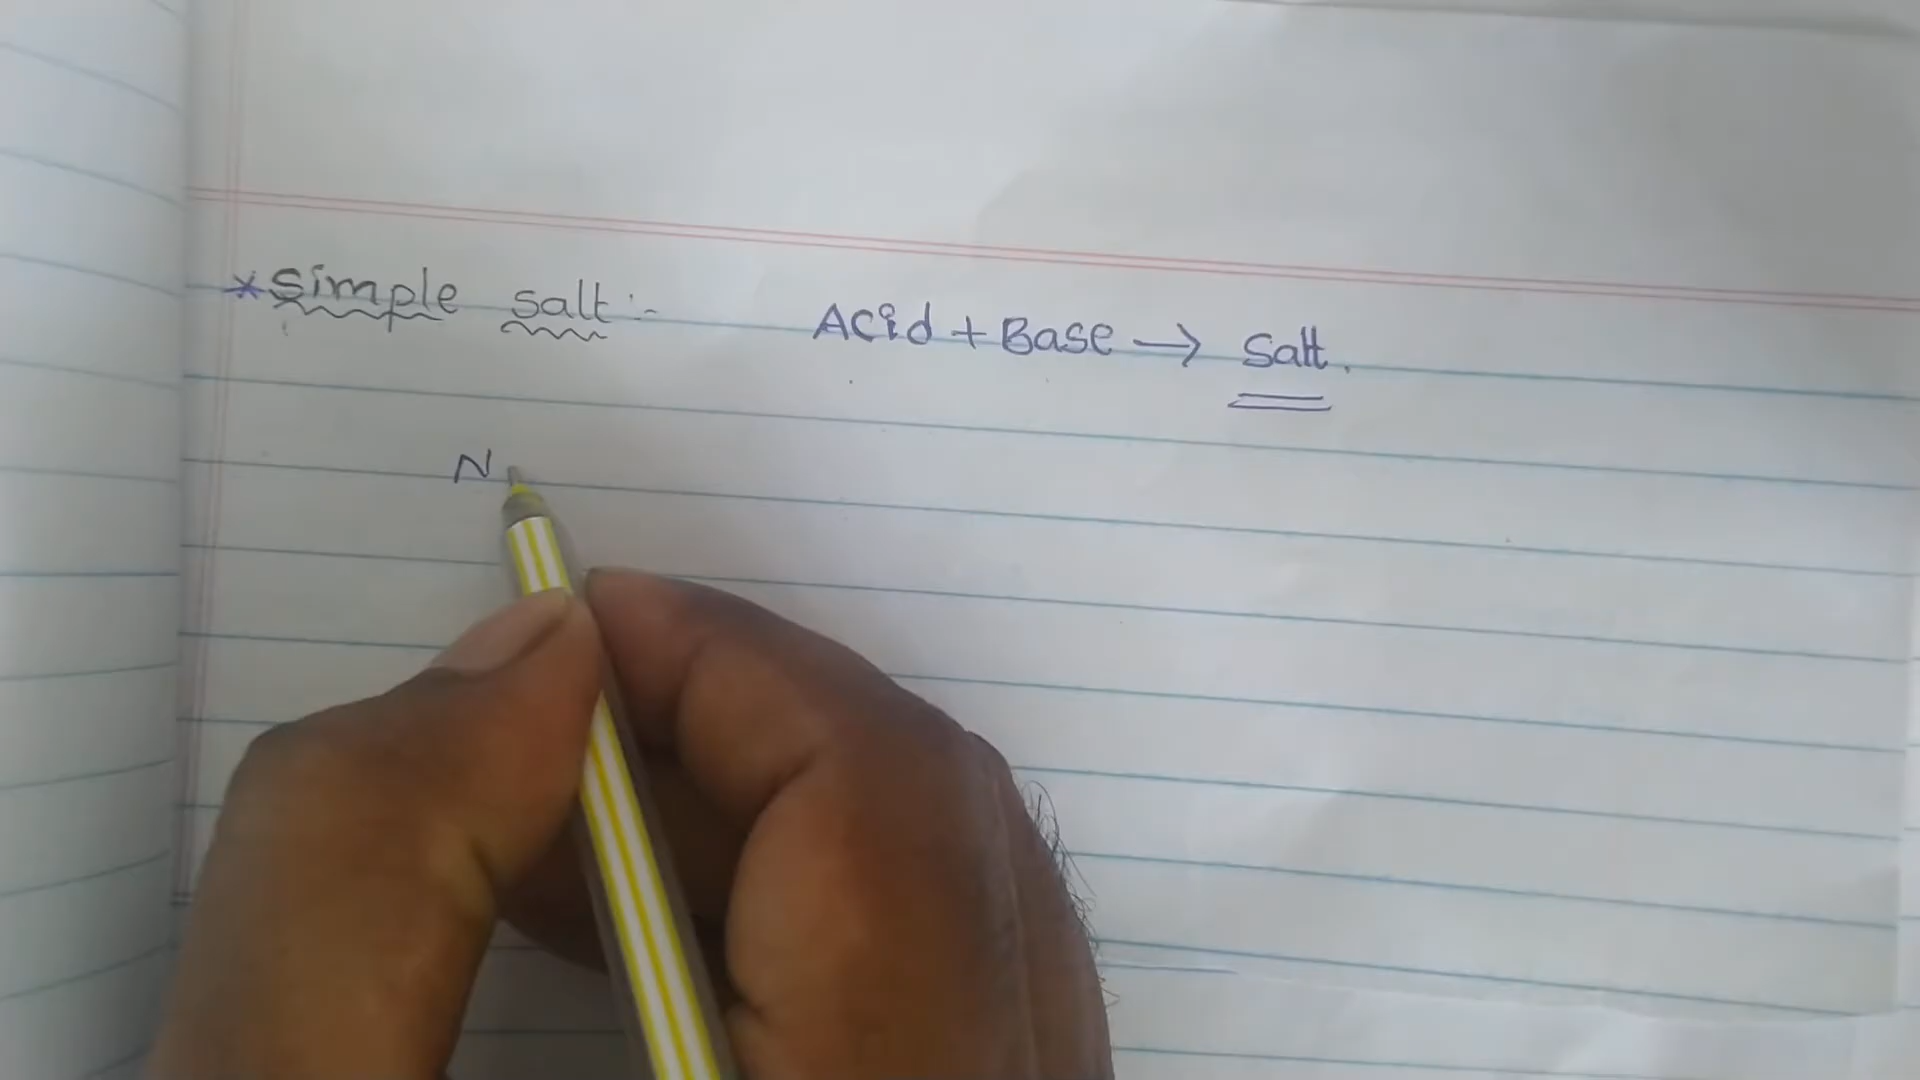 *Simple salt :- Acid + Base → Salt.
N